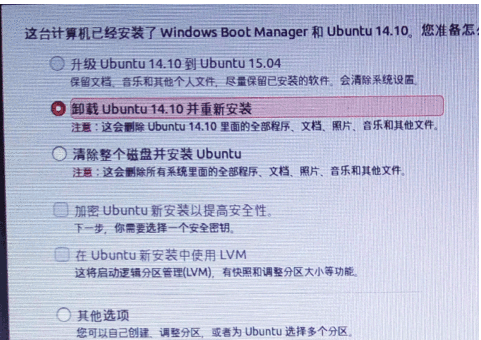 这台计算机已经安装了 Windows Boot Manager 和 Ubuntu 14.10。您准备怎
升级 Ubuntu 14.10 到 Ubuntu 15.04
保留文档、音乐和其他个人文件，尽量保留已安装的软件。会清除系统设置。
卸载 Ubuntu 14.10 并重新安装
注意：这会删除 Ubuntu 14.10 里面的全部程序、文档、照片、音乐和其他文件。
清除整个磁盘并安装 Ubuntu
注意：这会删除所有系统里面的全部程序、文档、照片、音乐和其他文件。
加密 Ubuntu 新安装以提高安全性。
下一步，你需要选择一个安全密钥。
在 Ubuntu 新安装中使用 LVM
这将启动逻辑分区管理(LVM)，有快照和调整分区大小等功能。
其他选项
您可以自己创建、调整分区，或者为 Ubuntu 选择多个分区。